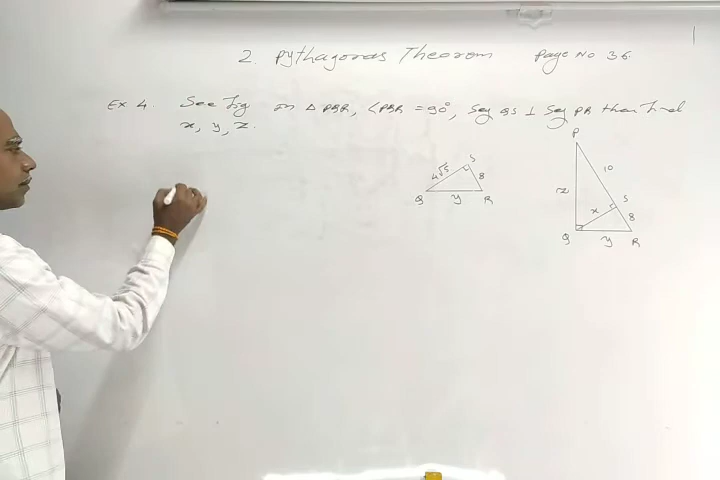 2. Pythagoras Theorem Page No 36.
Ex 4. See fig in △ PQR, ∠PQR = 90°, Seg QS ⊥ Seg PR then find
x, y, z.
4√5
S
8
Q
y
R
P
10
z
S
x
8
Q
y
R